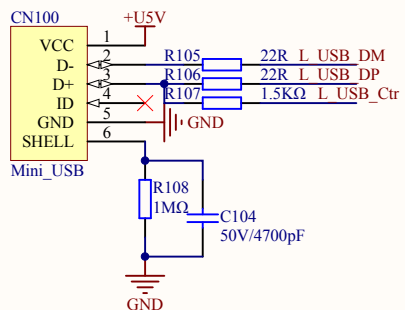 CN100
+U5V
VCC 1
D- 2 R105 22R L_USB_DM
D+ 3 R106 22R L_USB_DP
ID 4 R107 1.5KΩ L_USB_Ctr
GND 5 GND
SHELL 6
Mini_USB
R108
1MΩ
C104
50V/4700pF
GND